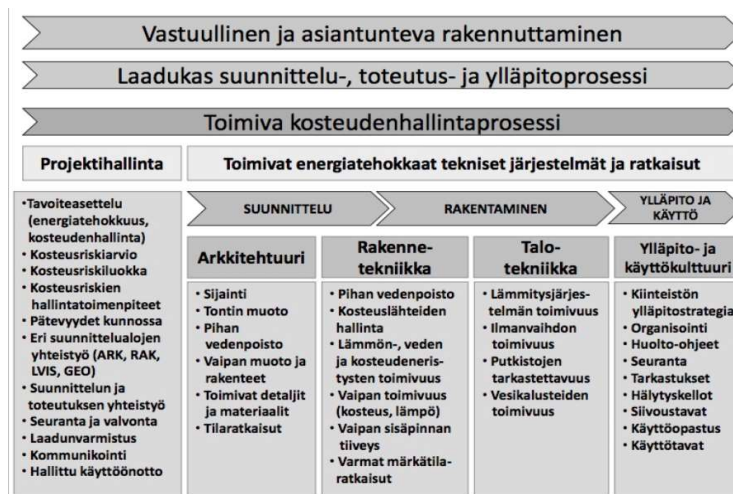 Vastuullinen ja asiantunteva rakennuttaminen
Laadukas suunnittelu-, toteutus- ja ylläpitoprosessi
Toimiva kosteudenhallintaprosessi
Projektihallinta
Toimivat energiatehokkaat tekniset järjestelmät ja ratkaisut
•Tavoiteasettelu
(energiatehokkuus,
kosteudenhallinta)
• Kosteusriskiarvio
• Kosteusriskiluokka
• Kosteusriskien
hallintatoimenpiteet
• Pätevyydet kunnossa
• Eri suunnittelualojen
yhteistyö (ARK, RAK,
LVIS, GEO)
• Suunnittelun ja
toteutuksen yhteistyö
• Seuranta ja valvonta
• Laadunvarmistus
• Kommunikointi
• Hallittu käyttöönotto
SUUNNITTELU
RAKENTAMINEN
YLLÄPITO JA
KÄYTTÖ
Arkkitehtuuri
• Sijainti
• Tontin muoto
• Pihan
vedenpoisto
• Vaipan muoto ja
rakenteet
• Toimivat detaljit
ja materiaalit
• Tilaratkaisut
Rakenne-
tekniikka
• Pihan vedenpoisto
• Kosteuslähteiden
hallinta
• Lämmön-, veden
ja kosteudeneris-
tysten toimivuus
• Vaipan toimivuus
(kosteus, lämpö)
• Vaipan sisäpinnan
tiiveys
• Varmat märkätila-
ratkaisut
Talo-
tekniikka
• Lämmitysjärjes-
telmän toimivuus
• Ilmanvaihdon
toimivuus
• Putkistojen
tarkastettavuus
• Vesikalusteiden
toimivuus
Ylläpito- ja
käyttökulttuuri
• Kiinteistön
ylläpitostrategia
• Organisointi
• Huolto-ohjeet
• Seuranta
• Tarkastukset
• Hälytyskellot
• Siivoustavat
• Käyttöopastus
• Käyttötavat